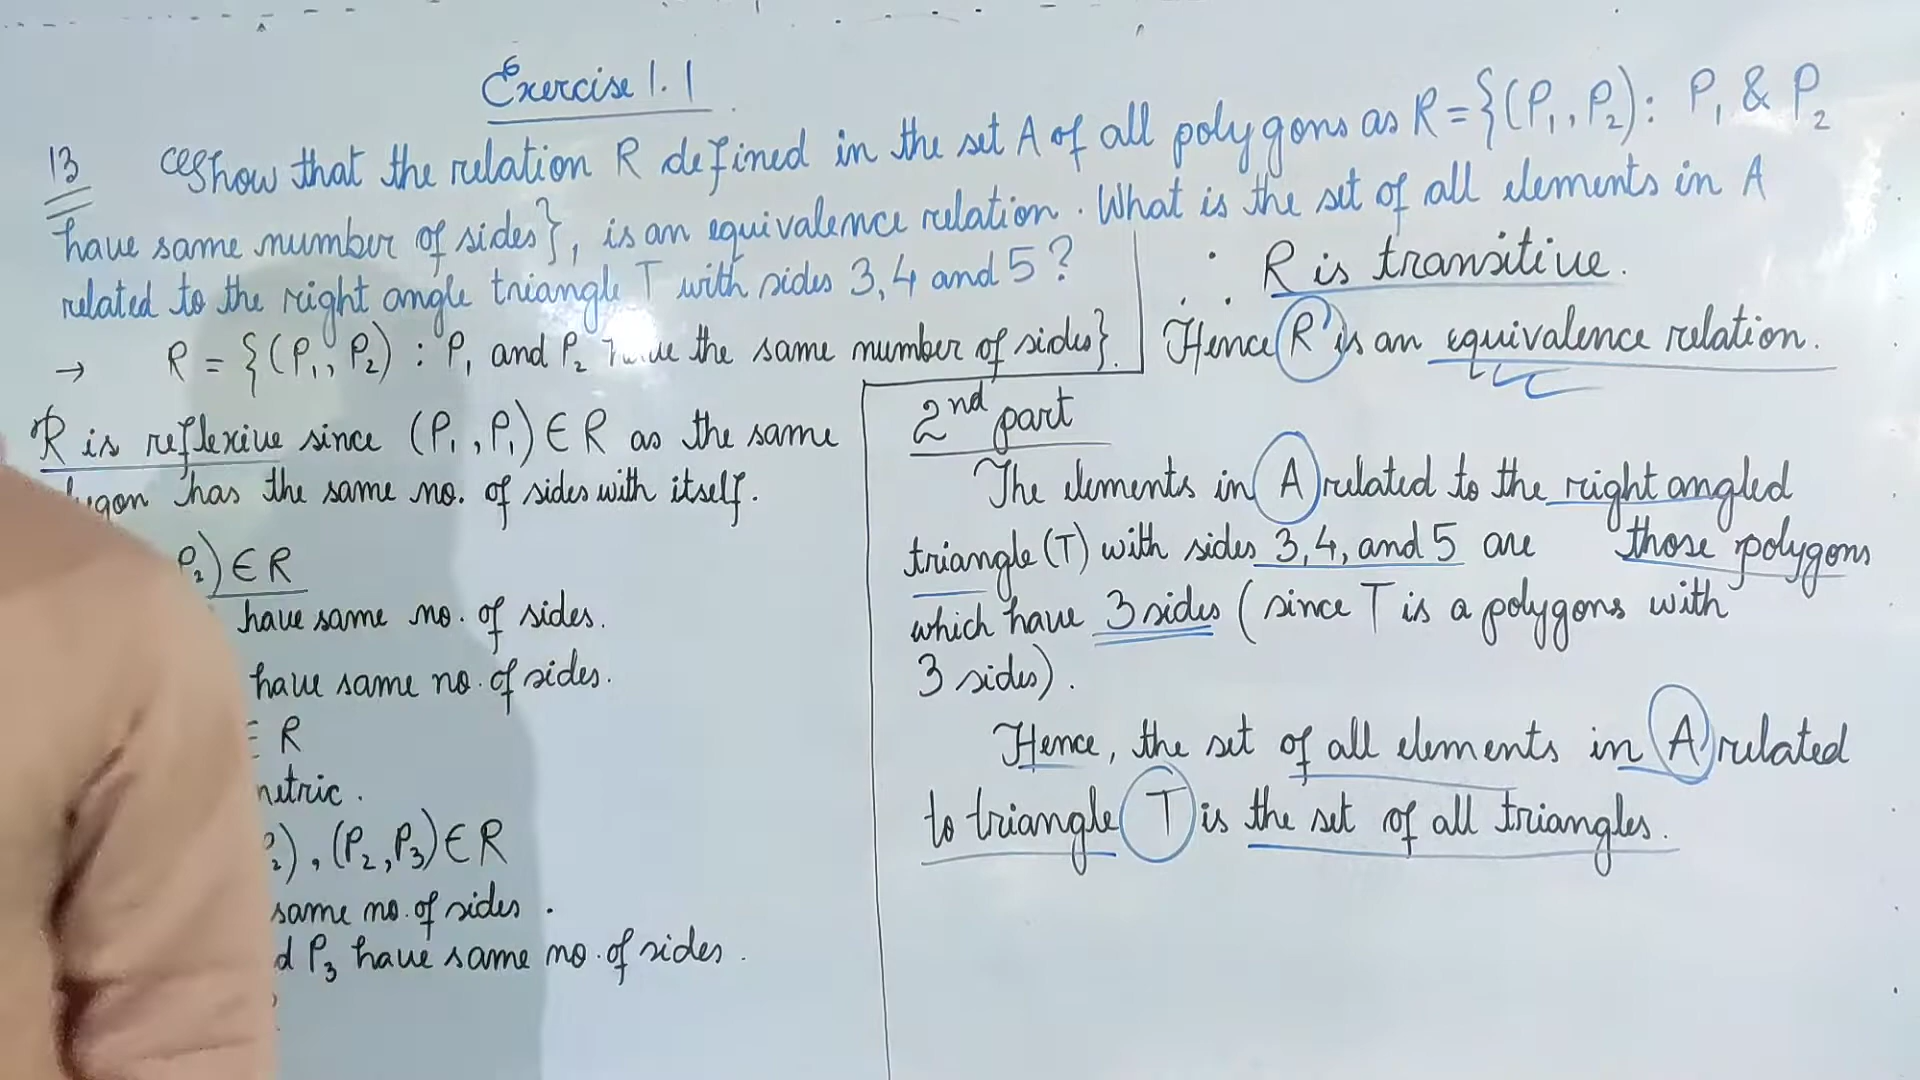 Exercise 1.1
13 Show that the relation R defined in the set A of all polygons as R = {(P₁, P₂): P₁ & P₂
have same number of sides}, is an equivalence relation. What is the set of all elements in A
related to the right angle triangle T with sides 3, 4 and 5?
→ R = {(P₁, P₂) : P₁ and P₂ the same number of sides}.
R is reflexive since (P₁, P₁) ∈ R as the same
has the same no. of sides with itself.
P₂) ∈ R
have same no. of sides.
have same no. of sides.
R
), (P₂, P₃) ∈ R
same no. of sides.
P₃ have same no. of sides.
∴ R is transitive.
Hence R is an equivalence relation.
2nd part
The elements in A related to the right angled
triangle (T) with sides 3, 4, and 5 are those polygons
which have 3 sides (since T is a polygons with
3 sides).
Hence, the set of all elements in A related
to triangle T is the set of all triangles.